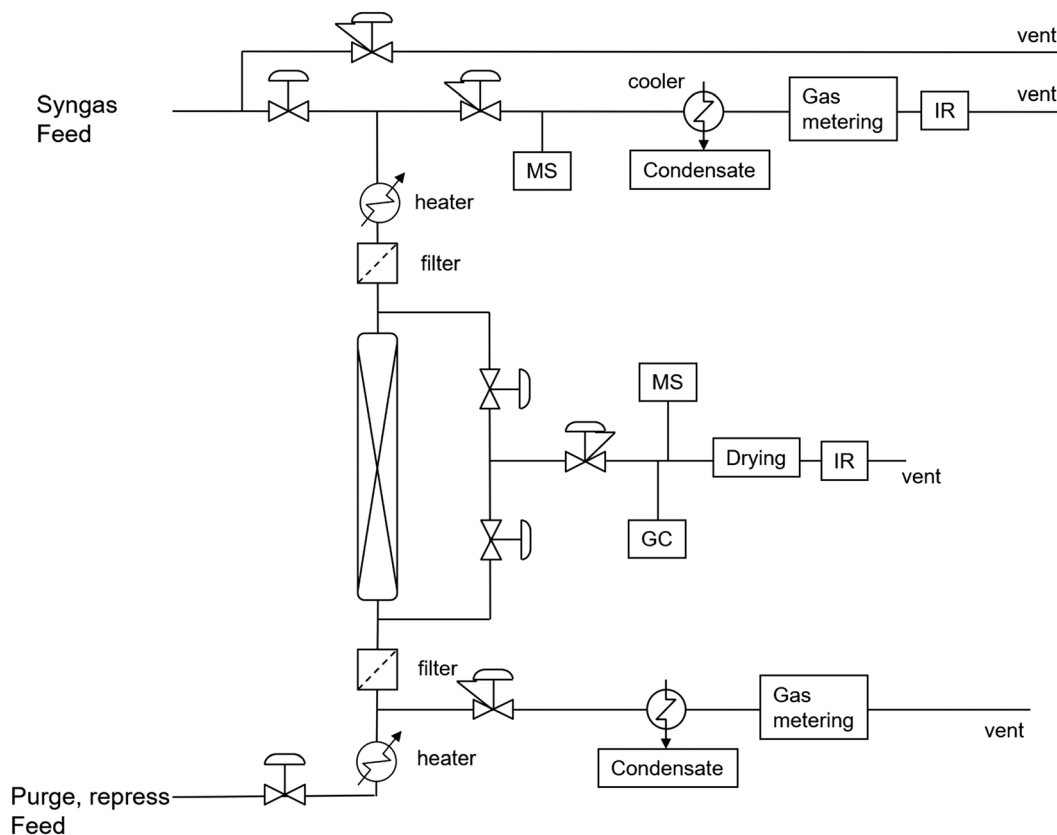 vent
cooler
Syngas
Feed
Gas
metering
IR
vent
MS
Condensate
heater
filter
MS
Drying
IR
vent
GC
filter
Gas
metering
vent
heater
Condensate
Purge, repress
Feed